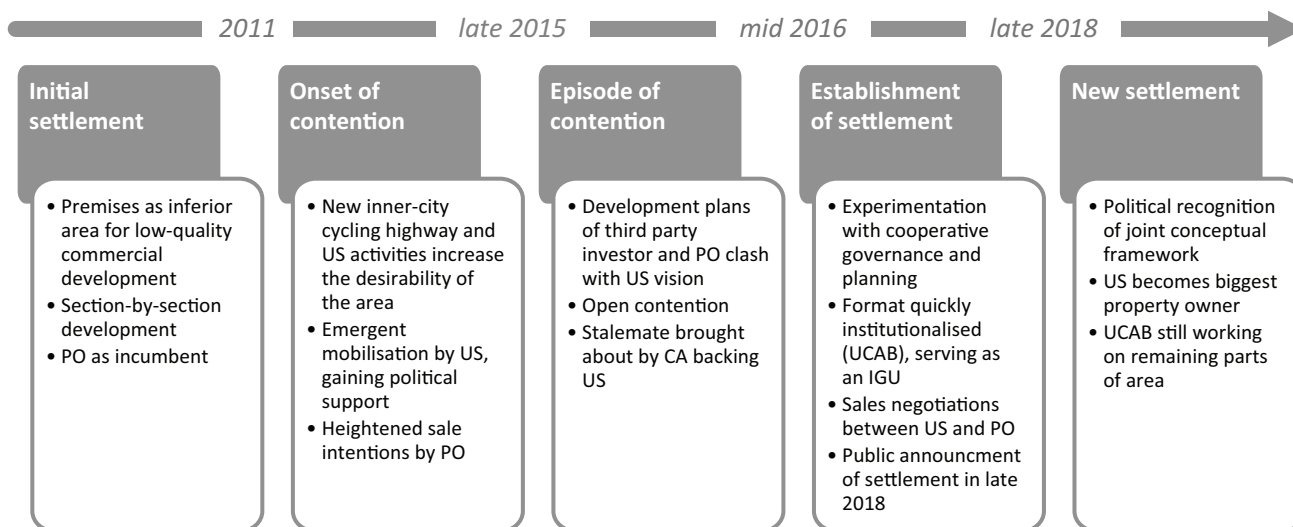 2011
late 2015
mid 2016
late 2018
Initial
settlement
• Premises as inferior
area for low-quality
commercial
development
• Section-by-section
development
• PO as incumbent
Onset of
contention
• New inner-city
cycling highway and
US activities increase
the desirability of
the area
• Emergent
mobilisation by US,
gaining political
support
• Heightened sale
intentions by PO
Episode of
contention
• Development plans
of third party
investor and PO clash
with US vision
• Open contention
• Stalemate brought
about by CA backing
US
Establishment
of settlement
• Experimentation
with cooperative
governance and
planning
• Format quickly
institutionalised
(UCAB), serving as
an IGU
• Sales negotiations
between US and PO
• Public announcment
of settlement in late
2018
New settlement
• Political recognition
of joint conceptual
framework
• US becomes biggest
property owner
• UCAB still working
on remaining parts
of area